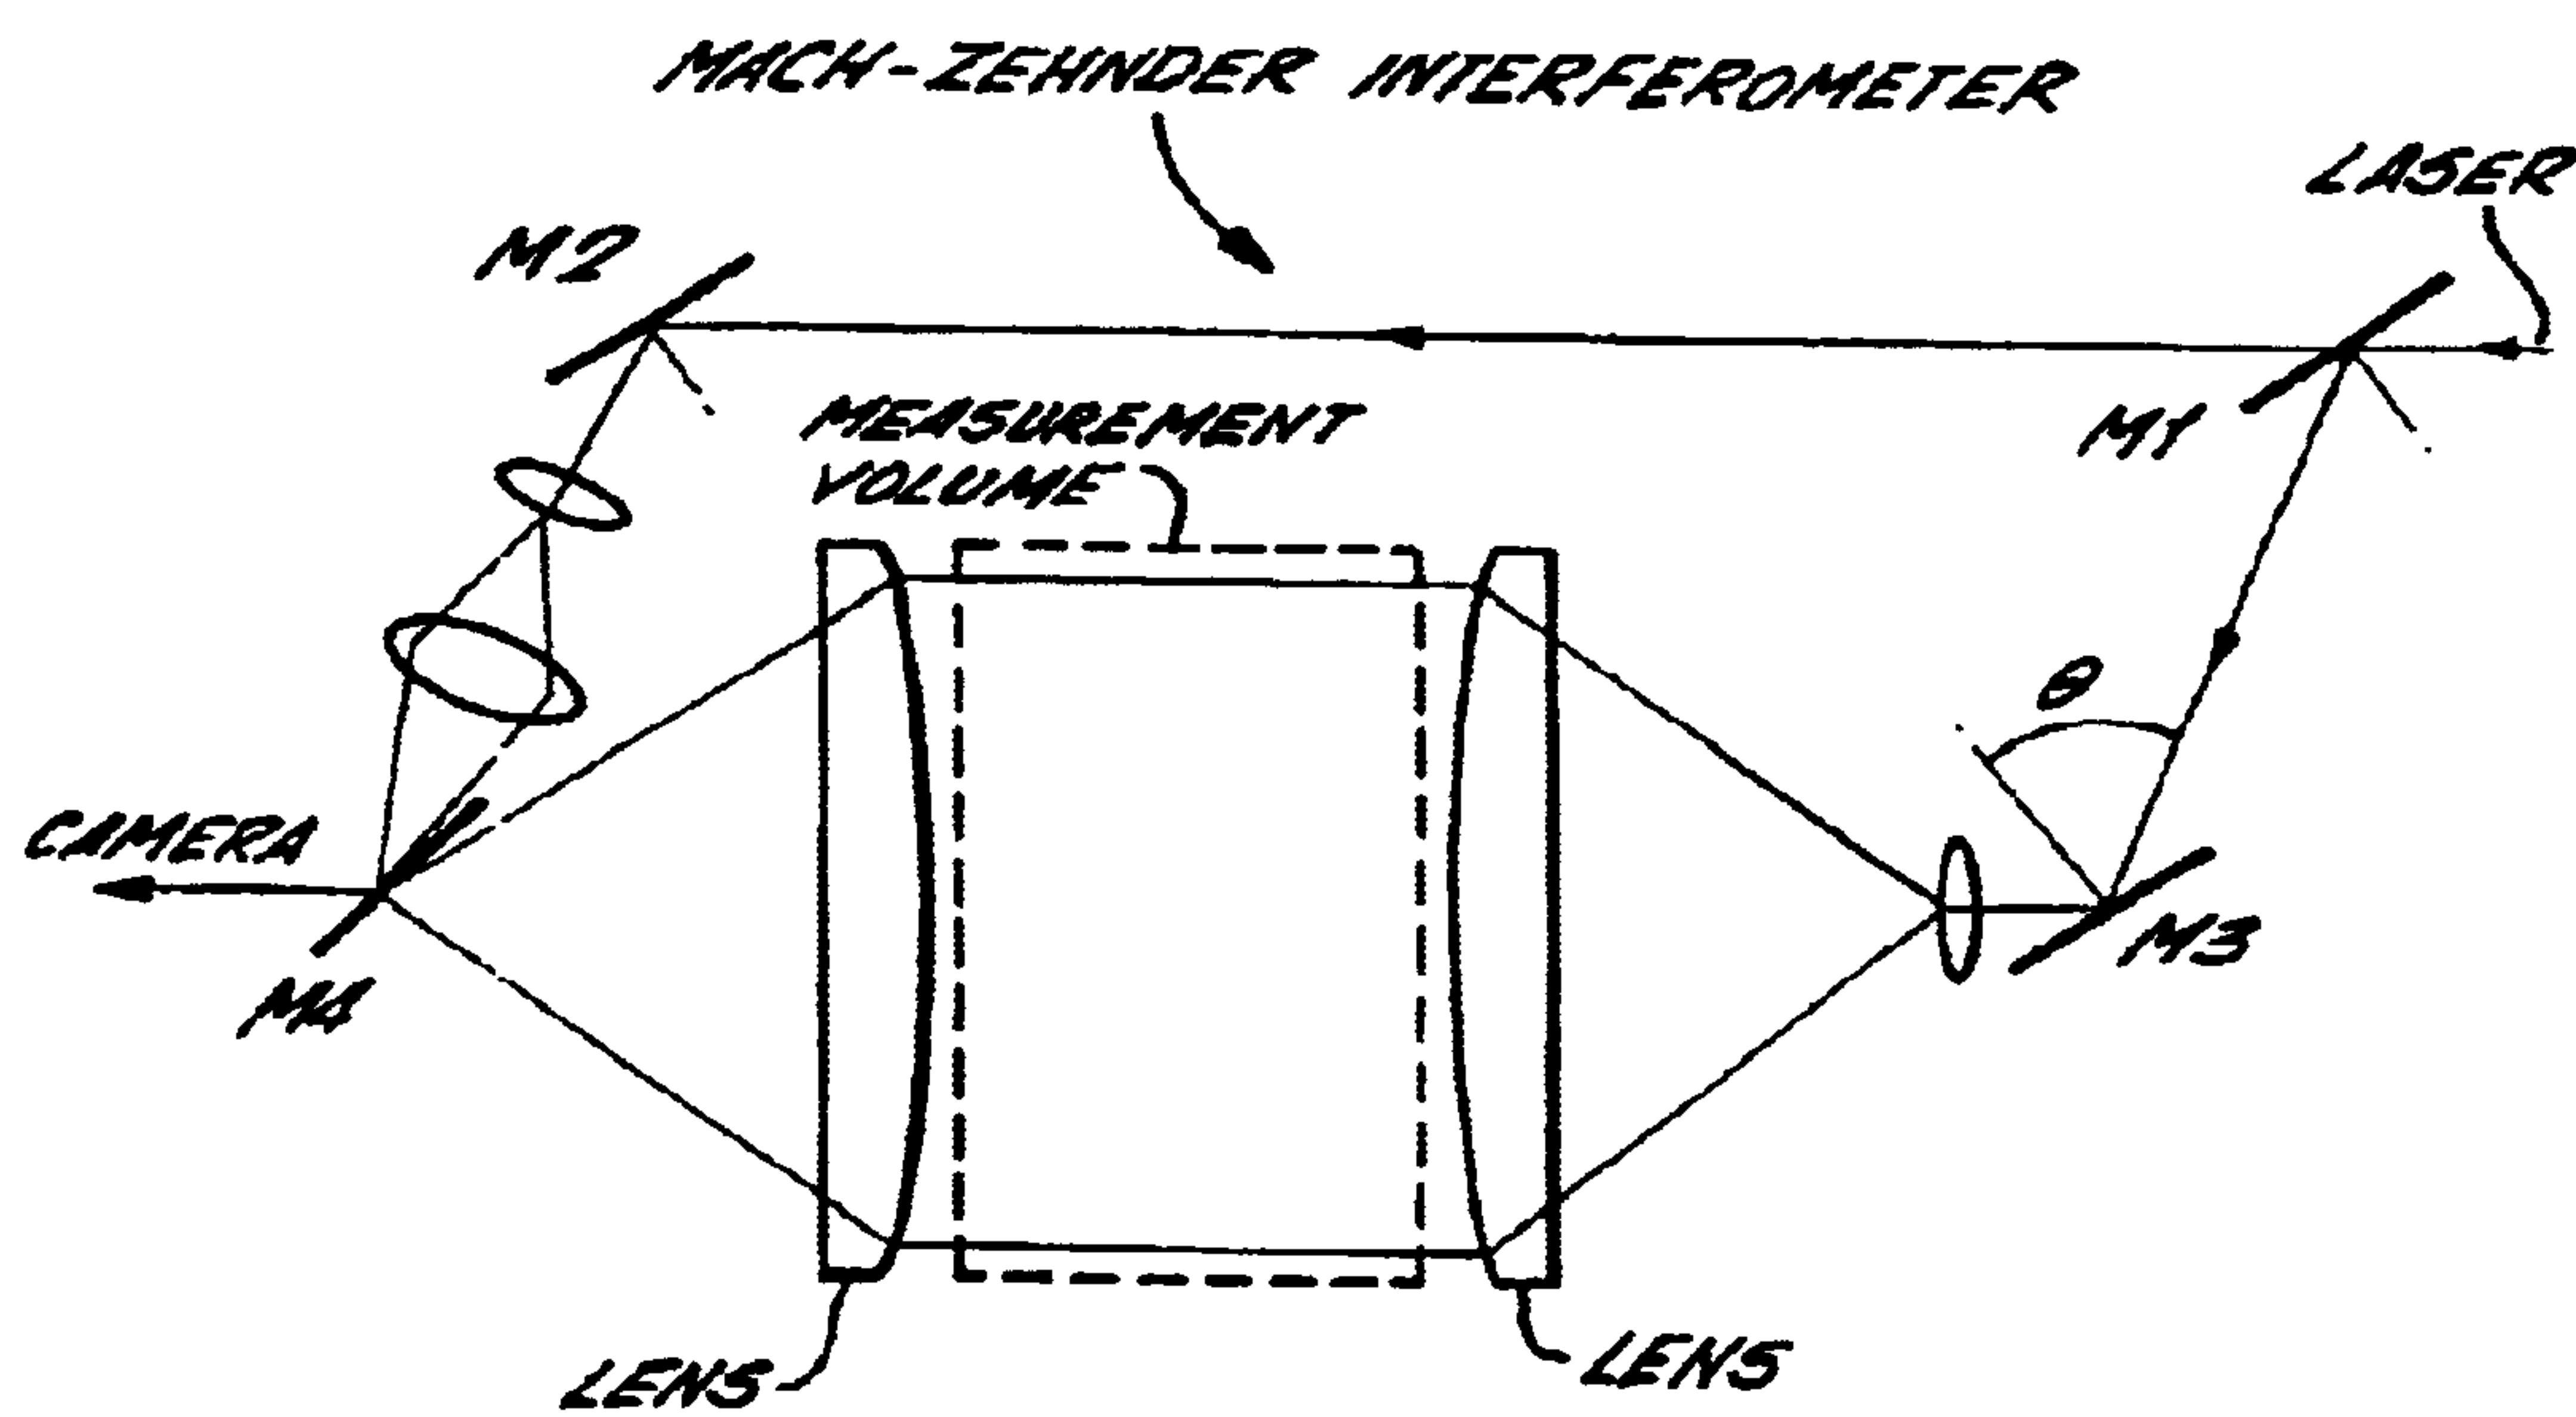 MACH-ZEHNDER INTERFEROMETER
LASER
M2
M1
MEASUREMENT
VOLUME
θ
CAMERA
M3
M4
LENS
LENS